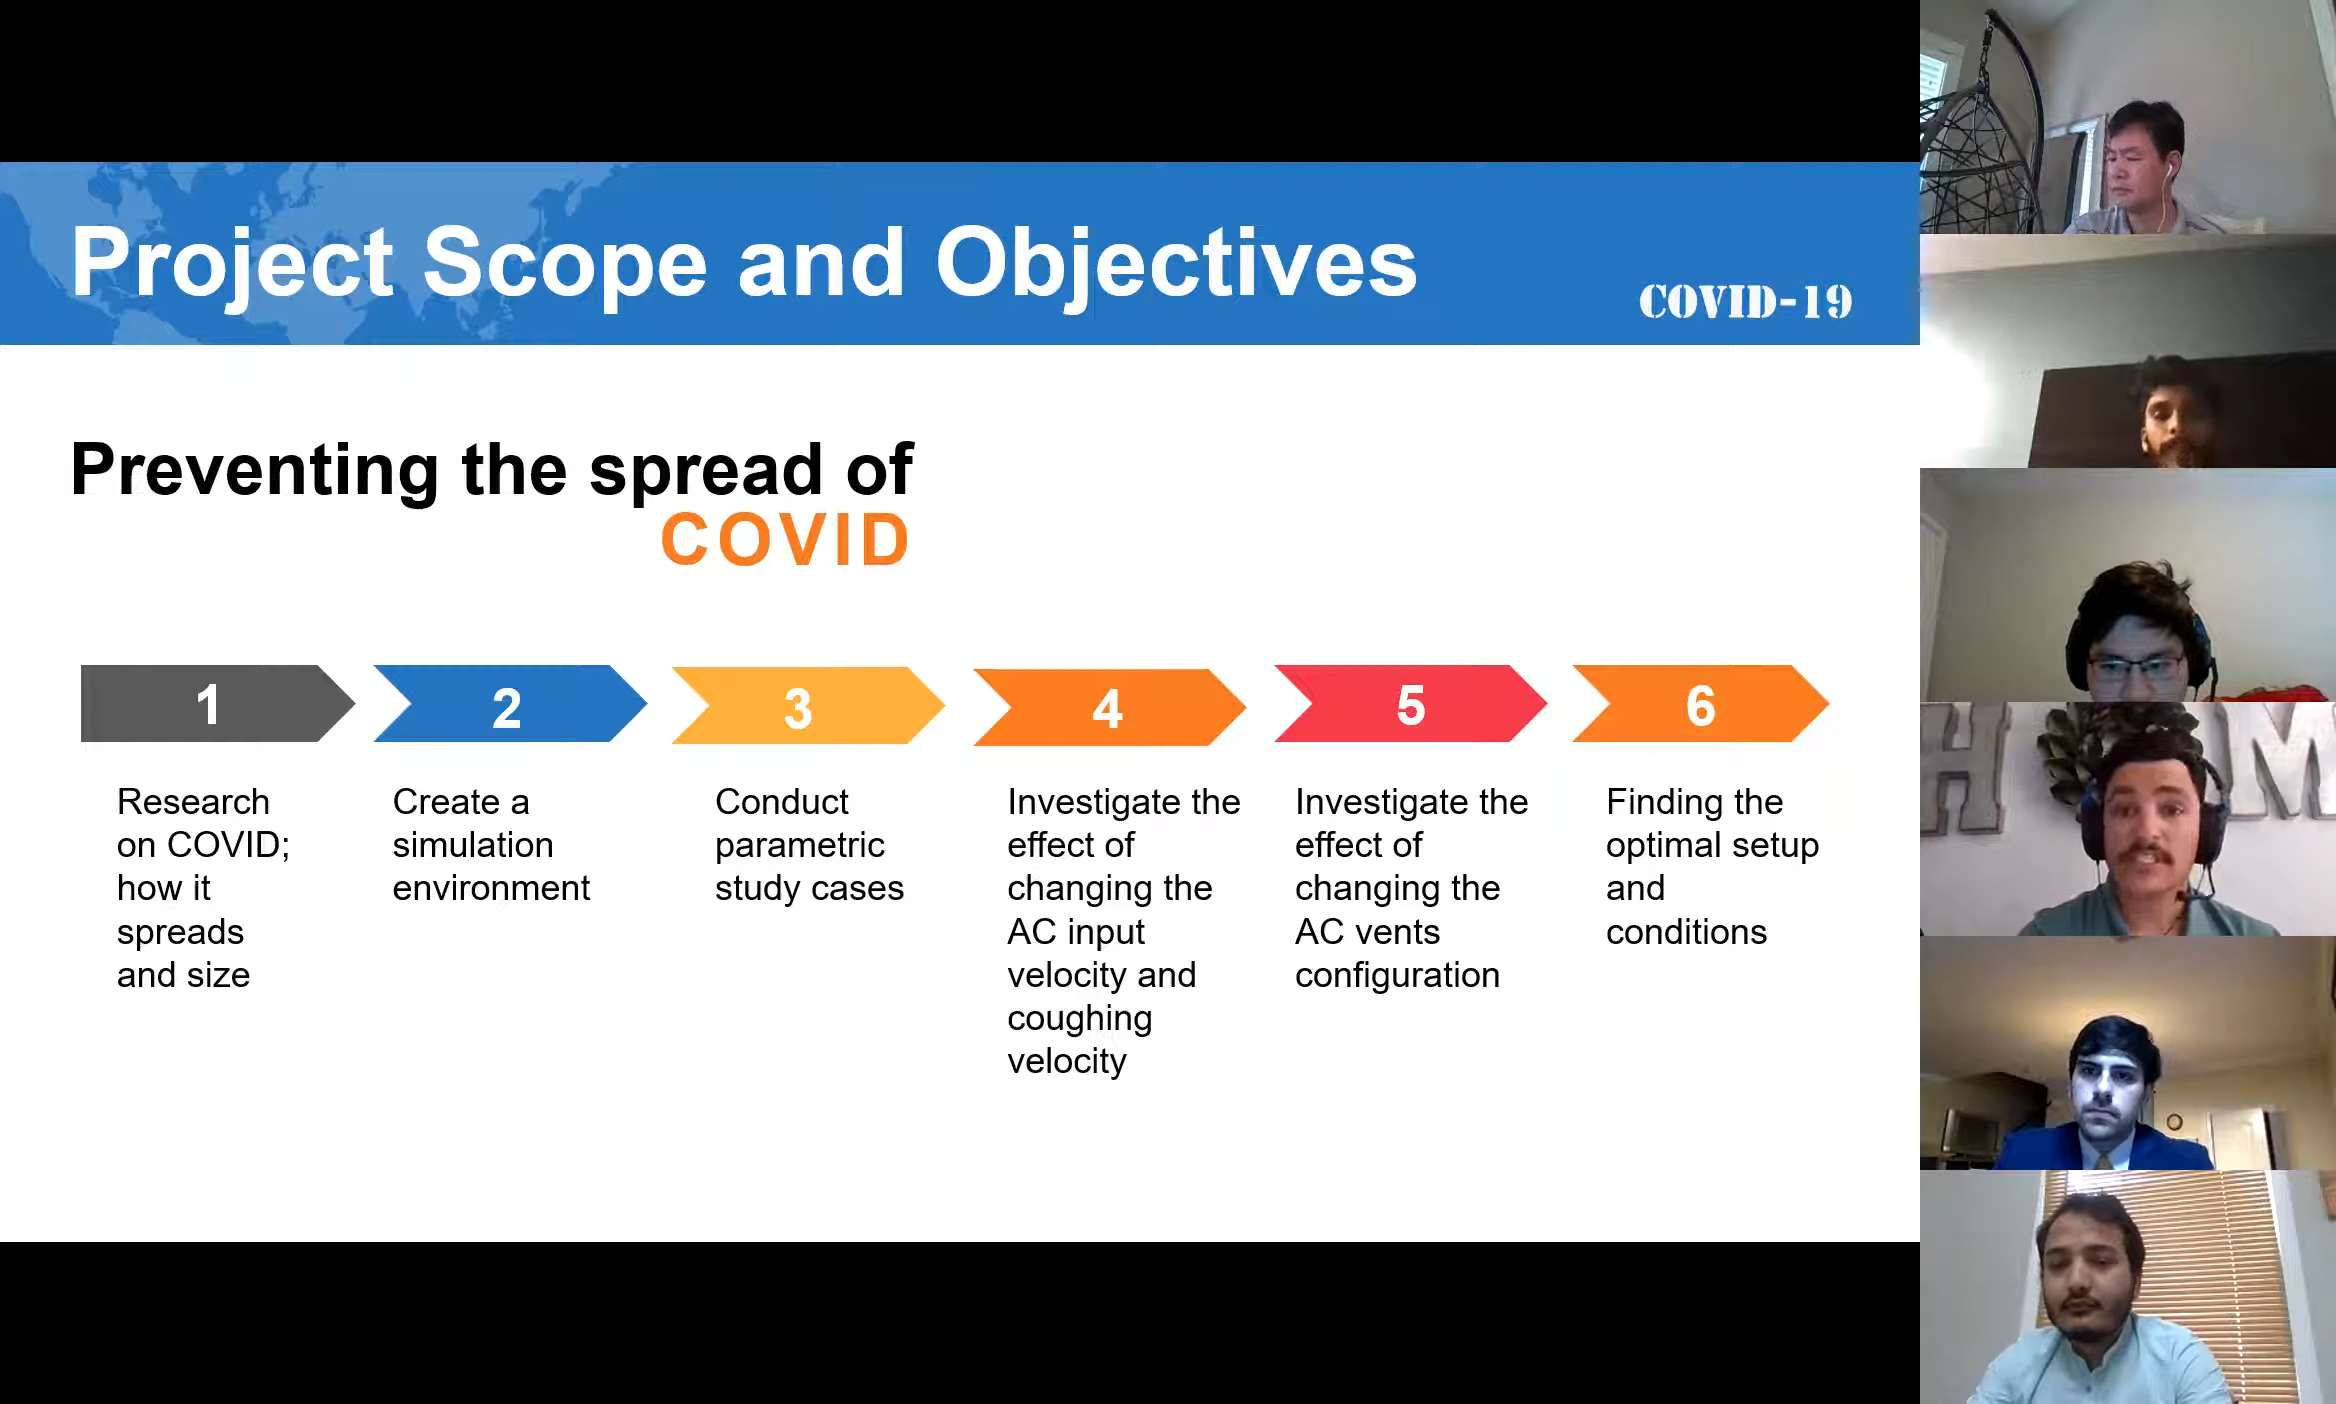 Project Scope and Objectives
COVID-19
Preventing the spread of
COVID
1
Research
on COVID;
how it
spreads
and size
2
Create a
simulation
environment
3
Conduct
parametric
study cases
4
Investigate the
effect of
changing the
AC input
velocity and
coughing
velocity
5
Investigate the
effect of
changing the
AC vents
configuration
6
Finding the
optimal setup
and
conditions
H M